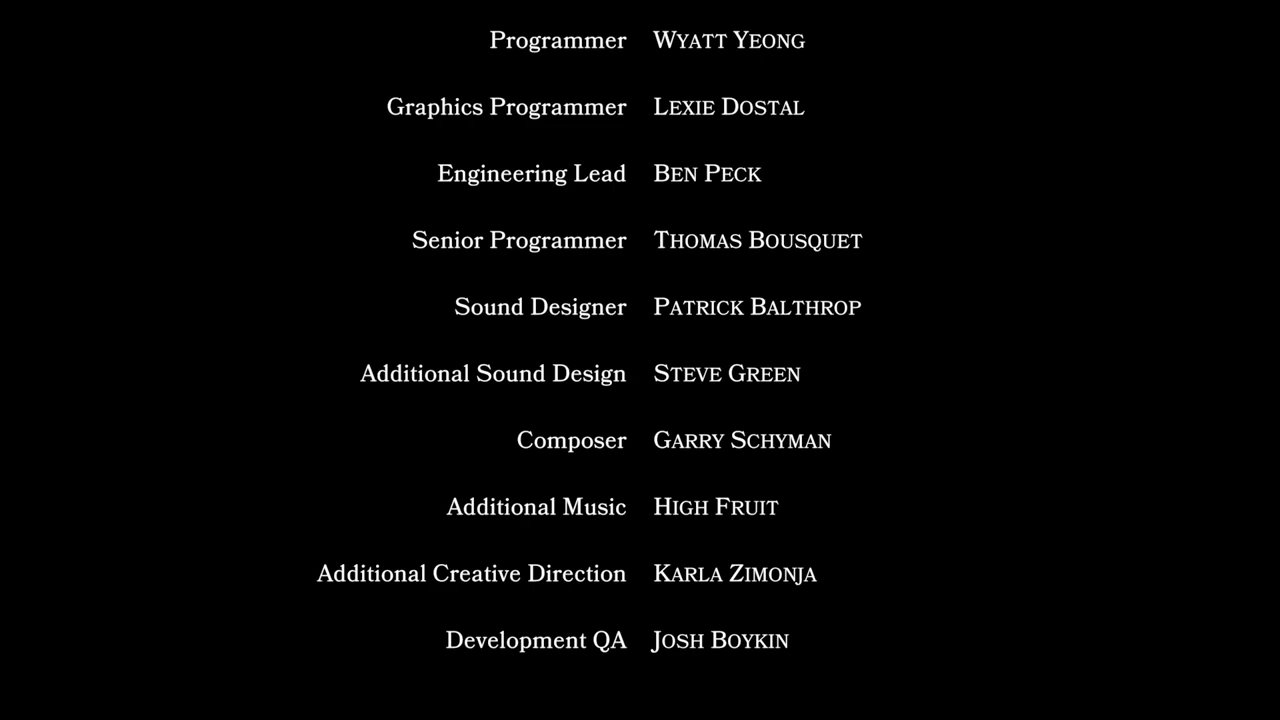 Programmer WYATT YEONG
Graphics Programmer LEXIE DOSTAL
Engineering Lead BEN PECK
Senior Programmer THOMAS BOUSQUET
Sound Designer PATRICK BALTHROP
Additional Sound Design STEVE GREEN
Composer GARRY SCHYMAN
Additional Music HIGH FRUIT
Additional Creative Direction KARLA ZIMONJA
Development QA JOSH BOYKIN